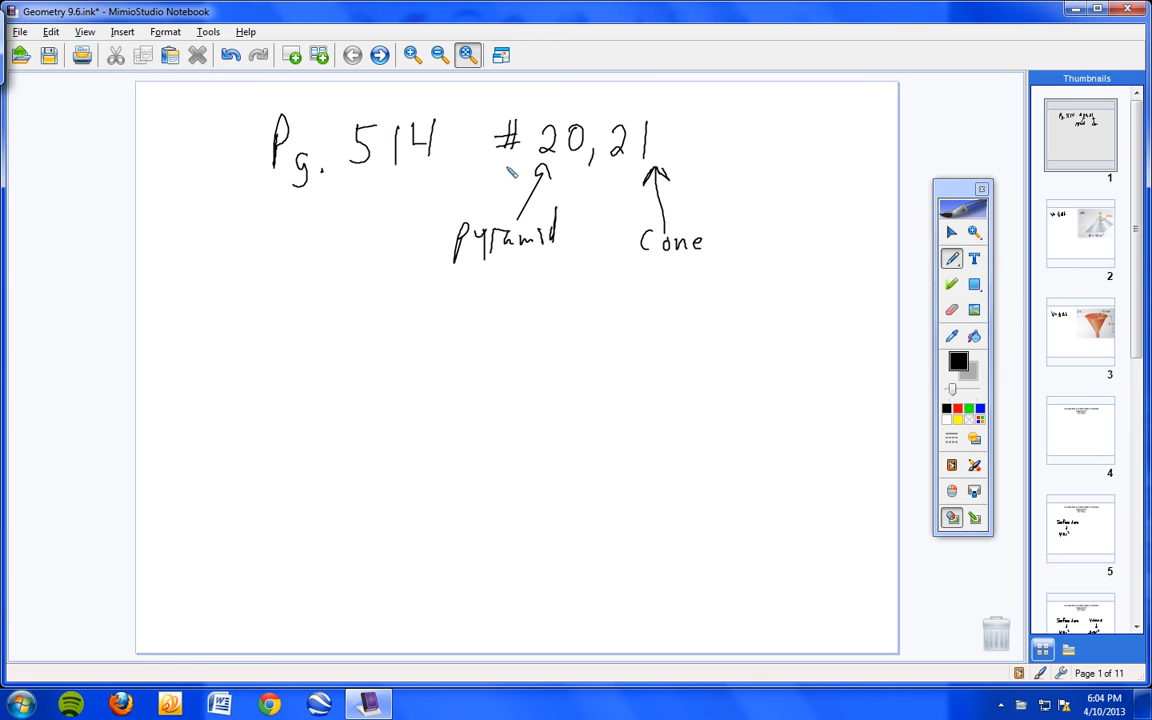 Geometry 9.6.ink* - MimioStudio Notebook
File Edit View Insert Format Tools Help
Thumbnails
Pg. 514 # 20, 21
pyramid cone
1
2
3
4
5
Page 1 of 11
6:04 PM
4/10/2013